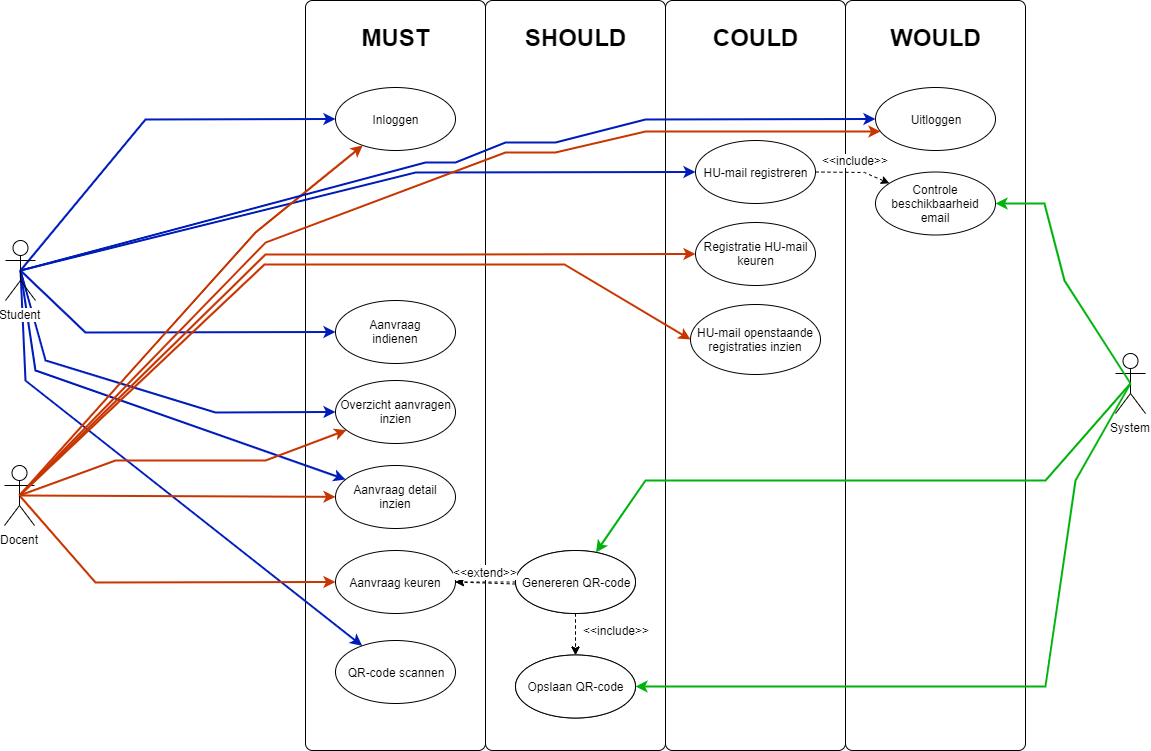 MUST
SHOULD
COULD
WOULD
Inloggen
Uitloggen
HU-mail registreren
<<include>>
Controle
beschikbaarheid
email
Registratie HU-mail
keuren
Student
Aanvraag
indienen
HU-mail openstaande
registraties inzien
Overzicht aanvragen
inzien
System
Aanvraag detail
inzien
Docent
Aanvraag keuren
<<extend>>
Genereren QR-code
<<include>>
QR-code scannen
Opslaan QR-code